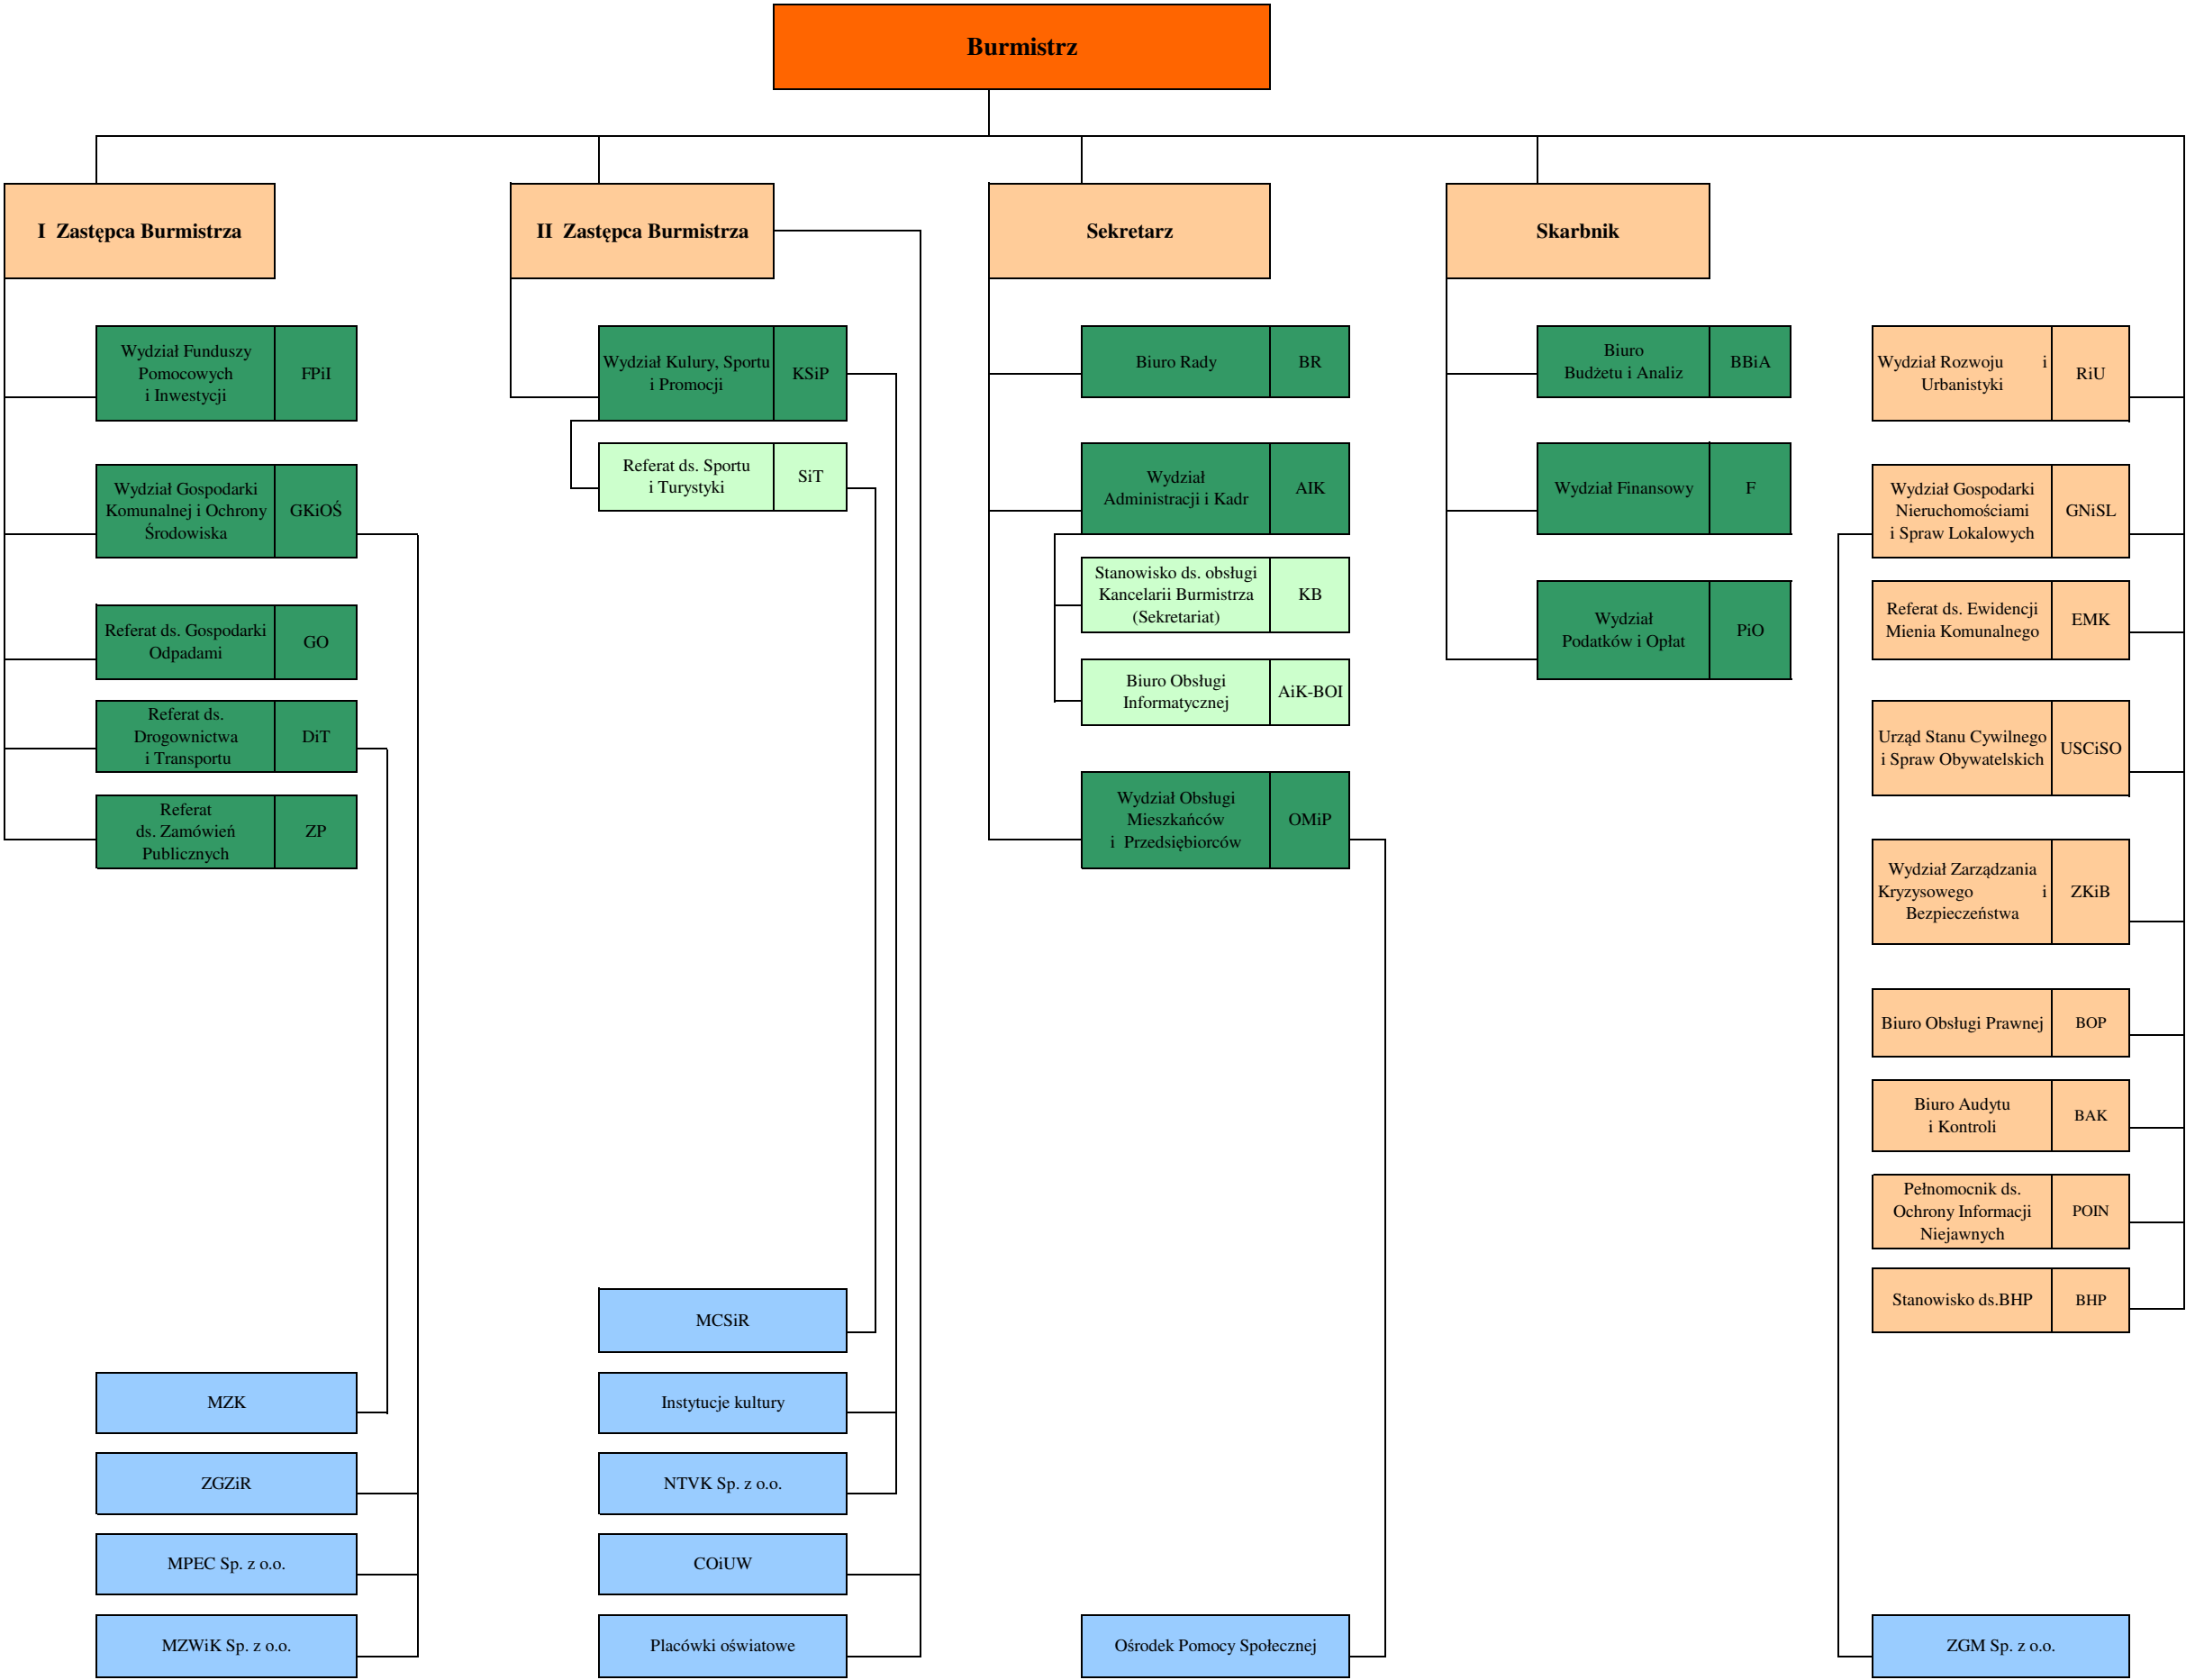 Burmistrz
I Zastępca Burmistrza
II Zastępca Burmistrza
Sekretarz
Skarbnik
Wydział Funduszy
Pomocowych
i Inwestycji
FPiI
Wydział Gospodarki
Komunalnej i Ochrony
Środowiska
GKiOŚ
Referat ds. Gospodarki
Odpadami
GO
Referat ds.
Drogownictwa
i Transportu
DiT
Referat
ds. Zamówień
Publicznych
ZP
MZK
ZGZiR
MPEC Sp. z o.o.
MZWiK Sp. z o.o.
Wydział Kulury, Sportu
i Promocji
KSiP
Referat ds. Sportu
i Turystyki
SiT
MCSiR
Instytucje kultury
NTVK Sp. z o.o.
COiUW
Placówki oświatowe
Biuro Rady
BR
Wydział
Administracji i Kadr
AIK
Stanowisko ds. obsługi
Kancelarii Burmistrza
(Sekretariat)
KB
Biuro Obsługi
Informatycznej
AiK-BOI
Wydział Obsługi
Mieszkańców
i Przedsiębiorców
OMiP
Ośrodek Pomocy Społecznej
Biuro
Budżetu i Analiz
BBiA
Wydział Finansowy
F
Wydział
Podatków i Opłat
PiO
Wydział Rozwoju i
Urbanistyki
RiU
Wydział Gospodarki
Nieruchomościami
i Spraw Lokalowych
GNiSL
Referat ds. Ewidencji
Mienia Komunalnego
EMK
Urząd Stanu Cywilnego
i Spraw Obywatelskich
USCiSO
Wydział Zarządzania
Kryzysowego i
Bezpieczeństwa
ZKiB
Biuro Obsługi Prawnej
BOP
Biuro Audytu
i Kontroli
BAK
Pełnomocnik ds.
Ochrony Informacji
Niejawnych
POIN
Stanowisko ds.BHP
BHP
ZGM Sp. z o.o.